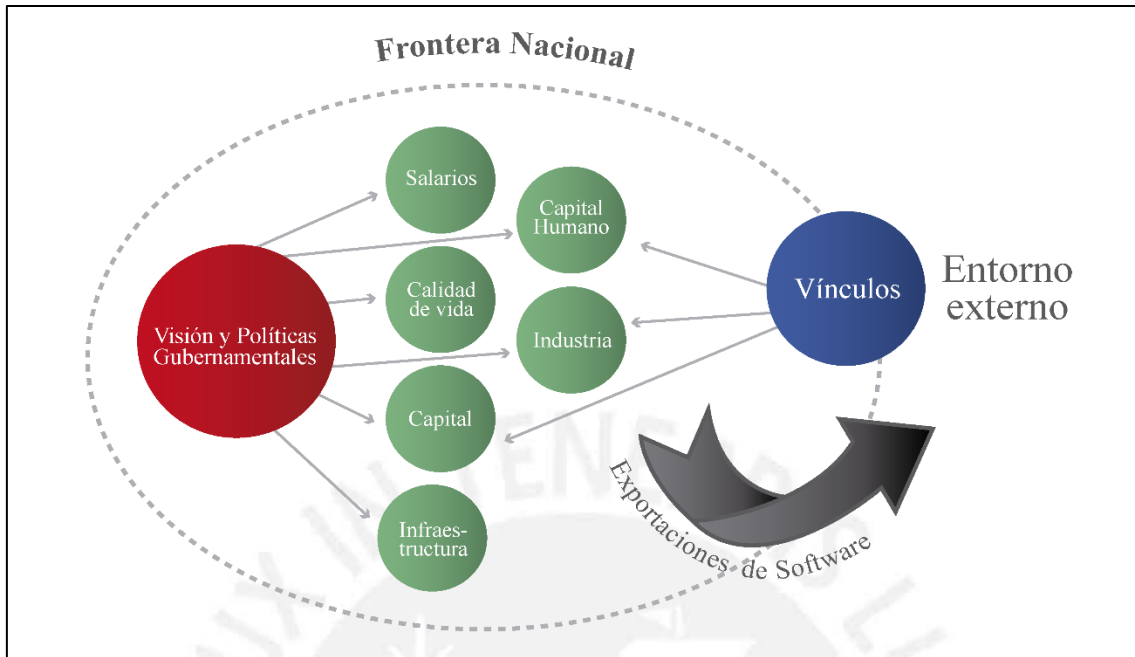 Frontera Nacional
Salarios
Capital
Humano
Calidad
de vida
Vínculos
Entorno
externo
Visión y Políticas
Gubernamentales
Industria
Capital
Infraes-
tructura
Exportaciones de Software